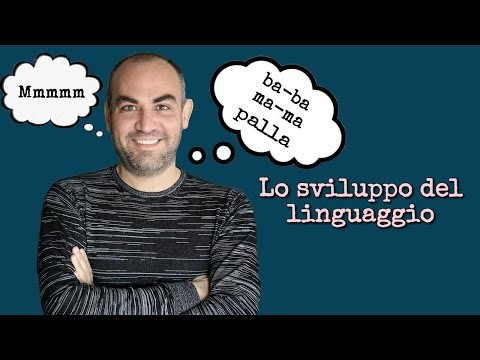 Mmmmm
ba-ba
ma-ma
palla
Lo sviluppo del
linguaggio